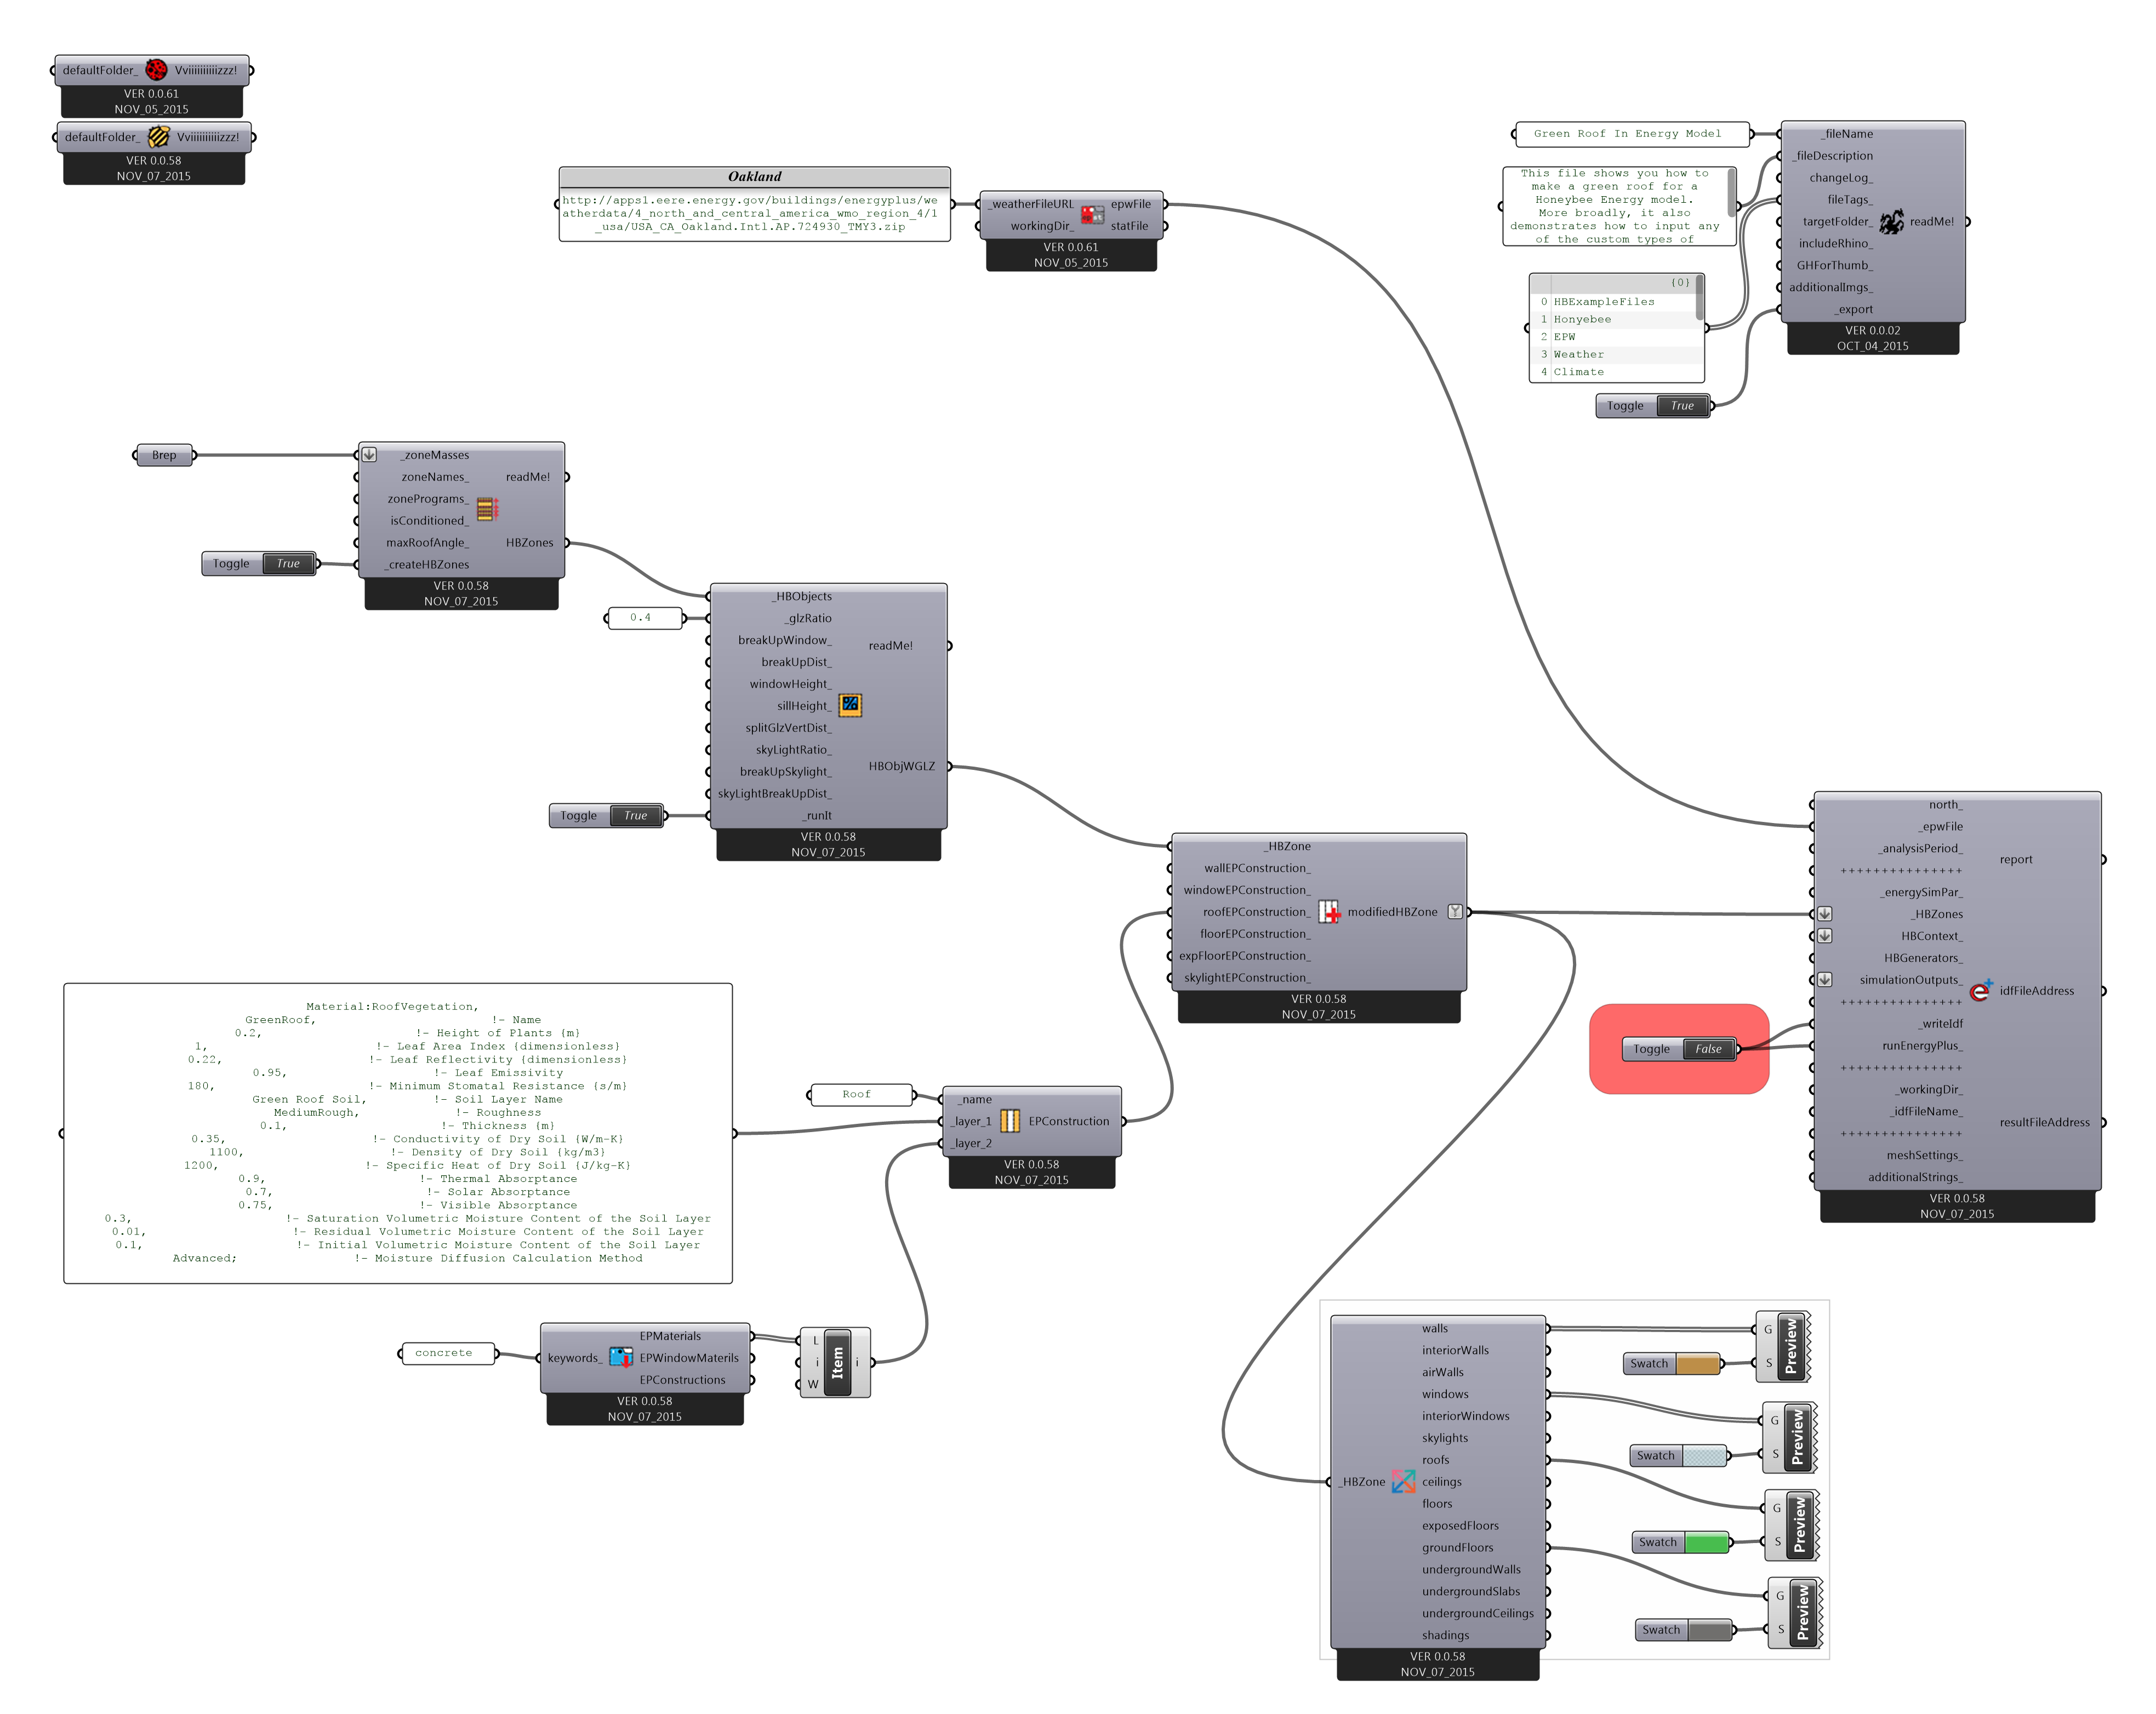 defaultFolder_ Vviiiiiiiiiizzz!
VER 0.0.61
NOV_05_2015
defaultFolder_ Vviiiiiiiiiizzz!
VER 0.0.58
NOV_07_2015
Oakland
http://apps1.eere.energy.gov/buildings/energyplus/we
atherdata/4_north_and_central_america_wmo_region_4/1
_usa/USA_CA_Oakland.Intl.AP.724930_TMY3.zip
_weatherFileURL epwFile
workingDir_ statFile
VER 0.0.61
NOV_05_2015
Green Roof In Energy Model
This file shows you how to
make a green roof for a
Honeybee Energy model.
More broadly, it also
demonstrates how to input any
of the custom types of
{0}
0 HBExampleFiles
1 Honyebee
2 EPW
3 Weather
4 Climate
Toggle True
_fileName
_fileDescription
changeLog_
fileTags_
targetFolder_ readMe!
includeRhino_
GHForThumb_
additionalImgs_
_export
VER 0.0.02
OCT_04_2015
Brep
Toggle True
_zoneMasses
zoneNames_ readMe!
zonePrograms_
isConditioned_
maxRoofAngle_ HBZones
_createHBZones
VER 0.0.58
NOV_07_2015
0.4
Toggle True
_HBObjects
_glzRatio
breakUpWindow_ readMe!
breakUpDist_
windowHeight_
sillHeight_
splitGlzVertDist_
skyLightRatio_
breakUpSkylight_ HBObjWGLZ
skyLightBreakUpDist_
_runIt
VER 0.0.58
NOV_07_2015
_HBZone
wallEPConstruction_
windowEPConstruction_
roofEPConstruction_ modifiedHBZone
floorEPConstruction_
expFloorEPConstruction_
skylightEPConstruction_
VER 0.0.58
NOV_07_2015
north_
_epwFile
_analysisPeriod_ report
+++++++++++++++
_energySimPar_
_HBZones
HBContext_
HBGenerators_
simulationOutputs_ idfFileAddress
+++++++++++++++
_writeIdf
runEnergyPlus_
+++++++++++++++
_workingDir_
_idfFileName_ resultFileAddress
+++++++++++++++
meshSettings_
additionalStrings_
VER 0.0.58
NOV_07_2015
Toggle False
Material:RoofVegetation,
GreenRoof, !- Name
0.2, !- Height of Plants {m}
1, !- Leaf Area Index {dimensionless}
0.22, !- Leaf Reflectivity {dimensionless}
0.95, !- Leaf Emissivity
180, !- Minimum Stomatal Resistance {s/m}
Green Roof Soil, !- Soil Layer Name
MediumRough, !- Roughness
0.1, !- Thickness {m}
0.35, !- Conductivity of Dry Soil {W/m-K}
1100, !- Density of Dry Soil {kg/m3}
1200, !- Specific Heat of Dry Soil {J/kg-K}
0.9, !- Thermal Absorptance
0.7, !- Solar Absorptance
0.75, !- Visible Absorptance
0.3, !- Saturation Volumetric Moisture Content of the Soil Layer
0.01, !- Residual Volumetric Moisture Content of the Soil Layer
0.1, !- Initial Volumetric Moisture Content of the Soil Layer
Advanced; !- Moisture Diffusion Calculation Method
Roof
_name
_layer_1 EPConstruction
_layer_2
VER 0.0.58
NOV_07_2015
concrete
EPMaterials
keywords_ EPWindowMaterils
EPConstructions
VER 0.0.58
NOV_07_2015
L
i Item i
W
_HBZone
walls
interiorWalls
airWalls
windows
interiorWindows
skylights
roofs
ceilings
floors
exposedFloors
groundFloors
undergroundWalls
undergroundSlabs
undergroundCeilings
shadings
VER 0.0.58
NOV_07_2015
Swatch
G
S
Preview
Swatch
G
S
Preview
Swatch
G
S
Preview
Swatch
G
S
Preview